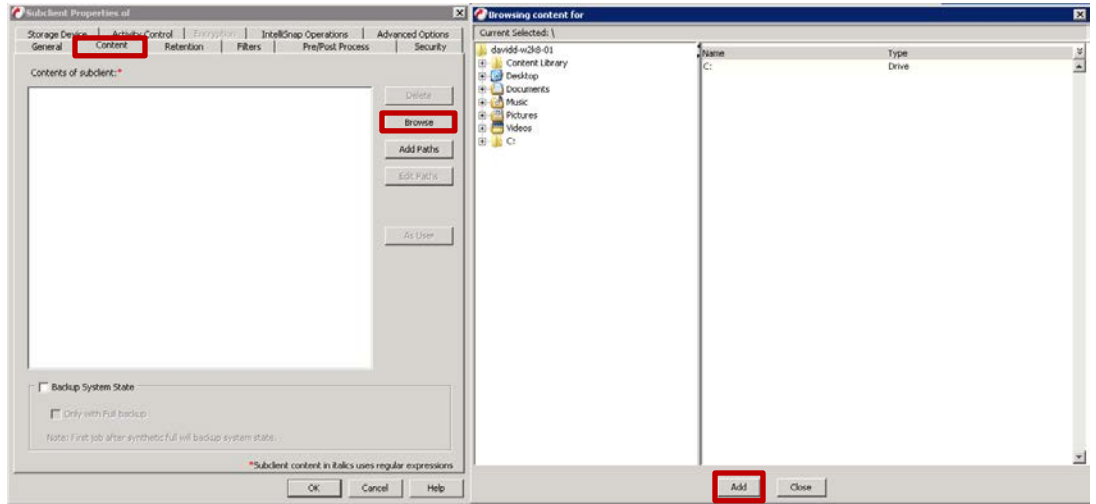 Subclient Properties of
Storage Device Activity Control Encryption IntelliSnap Operations Advanced Options
General Content Retention Filters Pre/Post Process Security
Contents of subclient:*
Delete
Browse
Add Paths
Edit Paths
As User
Backup System State
Only with Full backup
Note: First job after synthetic full will backup system state.
*Subclient content in italics uses regular expressions
OK Cancel Help
Browsing content for
Current Selected: \
davidd-w2k8-01
Content Library
Desktop
Documents
Music
Pictures
Videos
C:
Name Type
C: Drive
Add Close